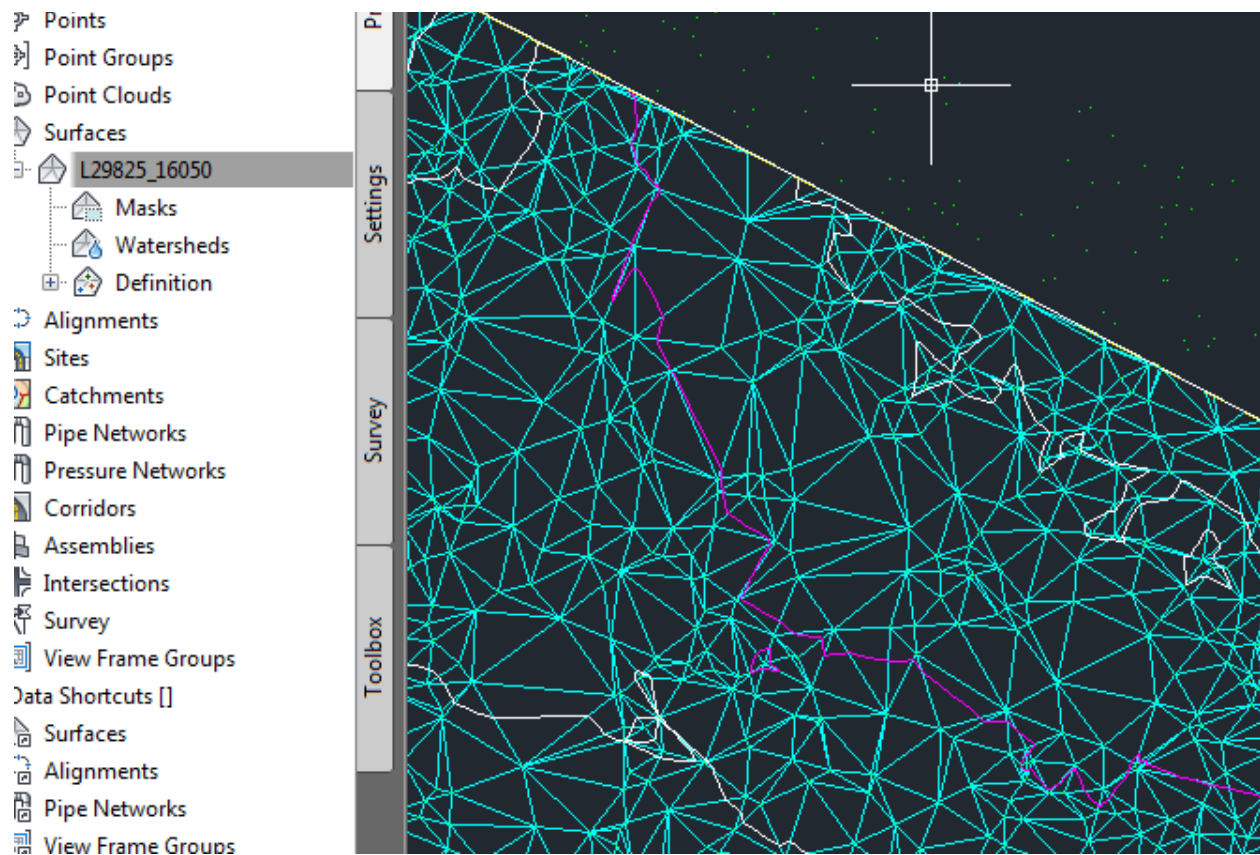 Points
Point Groups
Point Clouds
Surfaces
L29825_16050
Masks
Watersheds
Definition
Alignments
Sites
Catchments
Pipe Networks
Pressure Networks
Corridors
Assemblies
Intersections
Survey
View Frame Groups
Data Shortcuts []
Surfaces
Alignments
Pipe Networks
View Frame Groups
Pr
Settings
Survey
Toolbox